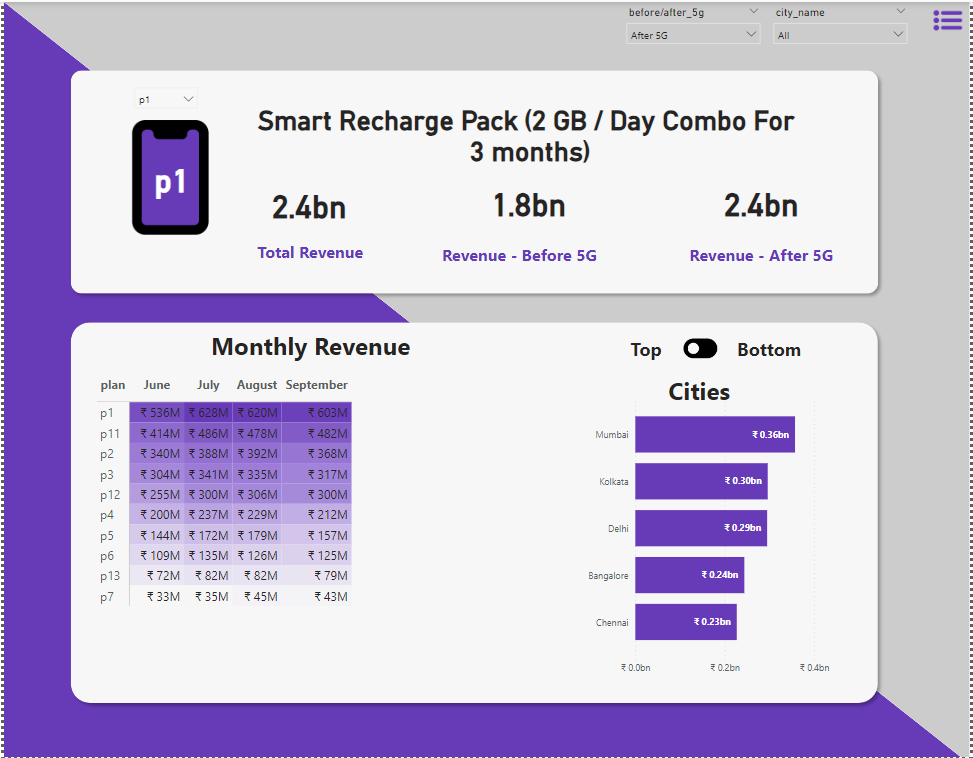 before/after_5g
city_name
After 5G
All
p1
p1
Smart Recharge Pack (2 GB / Day Combo For
3 months)
2.4bn
1.8bn
2.4bn
Total Revenue
Revenue - Before 5G
Revenue - After 5G
Monthly Revenue
plan June July August September
p1 ₹ 536M ₹ 628M ₹ 620M ₹ 603M
p11 ₹ 414M ₹ 486M ₹ 478M ₹ 482M
p2 ₹ 340M ₹ 388M ₹ 392M ₹ 368M
p3 ₹ 304M ₹ 341M ₹ 335M ₹ 317M
p12 ₹ 255M ₹ 300M ₹ 306M ₹ 300M
p4 ₹ 200M ₹ 237M ₹ 229M ₹ 212M
p5 ₹ 144M ₹ 172M ₹ 179M ₹ 157M
p6 ₹ 109M ₹ 135M ₹ 126M ₹ 125M
p13 ₹ 72M ₹ 82M ₹ 82M ₹ 79M
p7 ₹ 33M ₹ 35M ₹ 45M ₹ 43M
Top Bottom
Cities
Mumbai ₹ 0.36bn
Kolkata ₹ 0.30bn
Delhi ₹ 0.29bn
Bangalore ₹ 0.24bn
Chennai ₹ 0.23bn
₹ 0.0bn ₹ 0.2bn ₹ 0.4bn